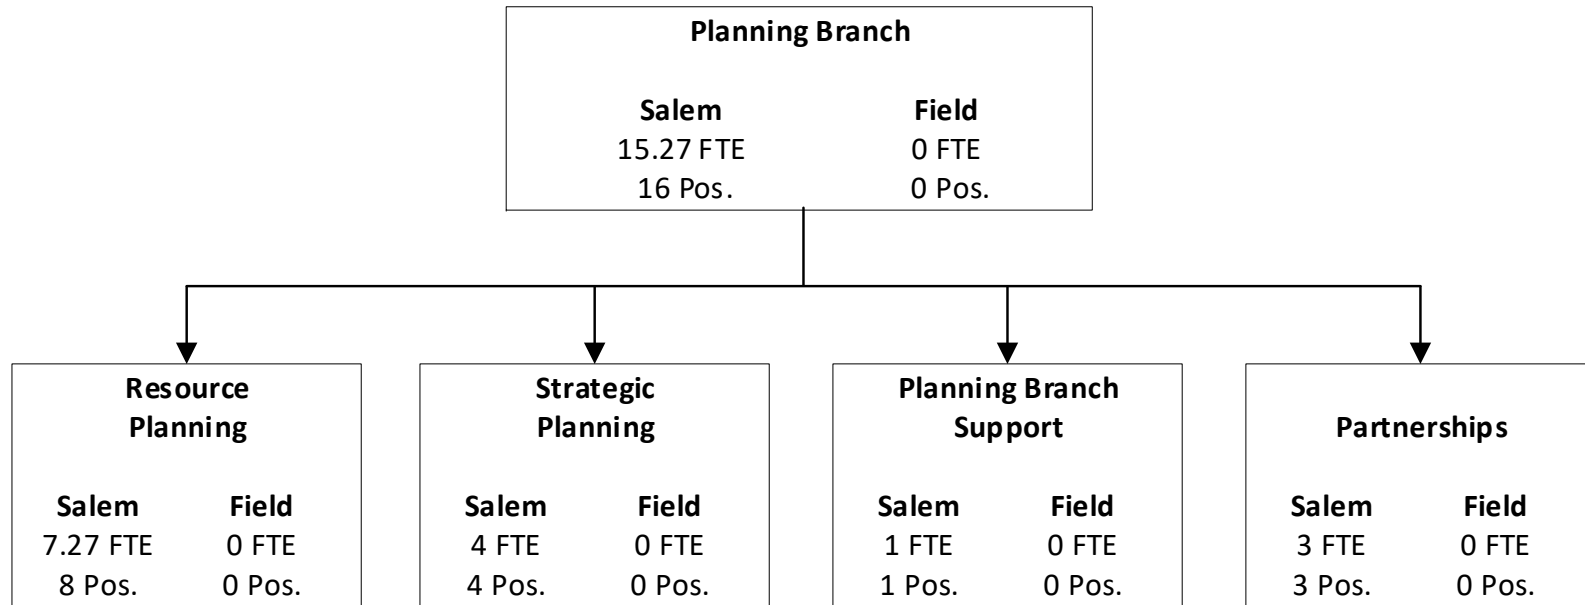 Planning Branch
Salem Field
15.27 FTE 0 FTE
16 Pos. 0 Pos.
Resource
Planning
Salem Field
7.27 FTE 0 FTE
8 Pos. 0 Pos.
Strategic
Planning
Salem Field
4 FTE 0 FTE
4 Pos. 0 Pos.
Planning Branch
Support
Salem Field
1 FTE 0 FTE
1 Pos. 0 Pos.
Partnerships
Salem Field
3 FTE 0 FTE
3 Pos. 0 Pos.